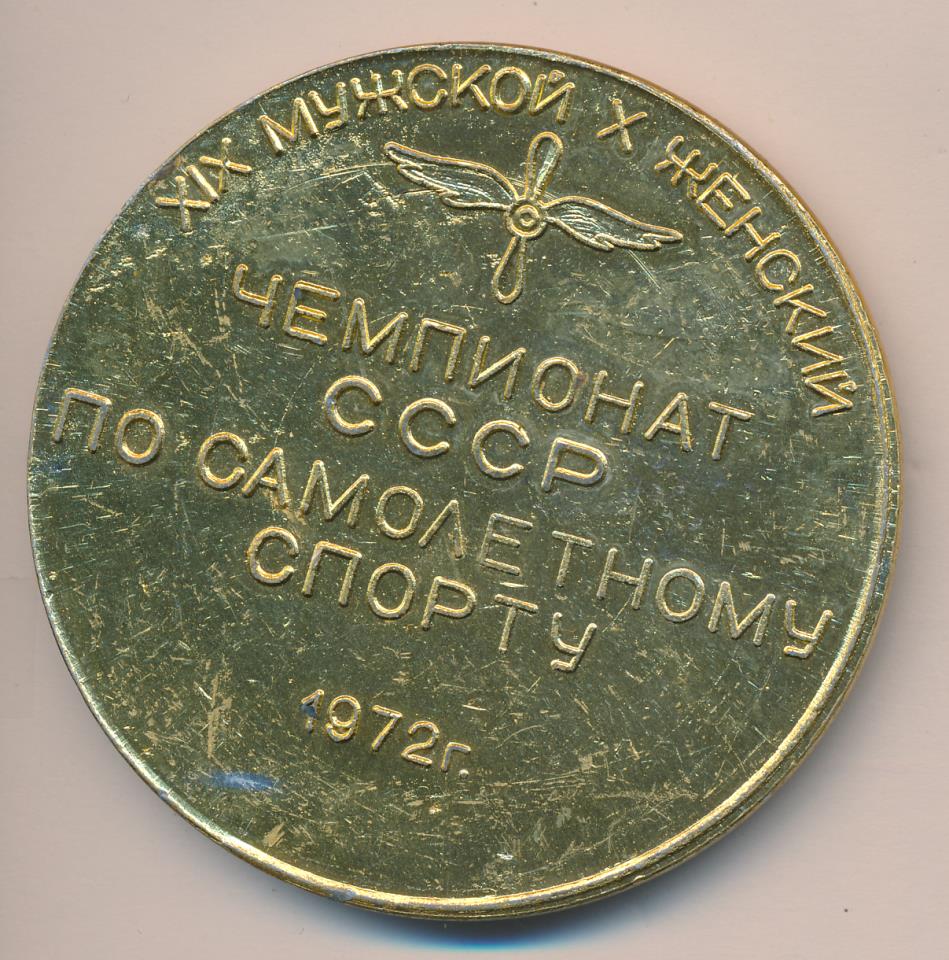 XIX МУЖСКОЙ X ЖЕНСКИЙ
ЧЕМПИОНАТ
СССР
ПО САМОЛЕТНОМУ
СПОРТУ
1972г.